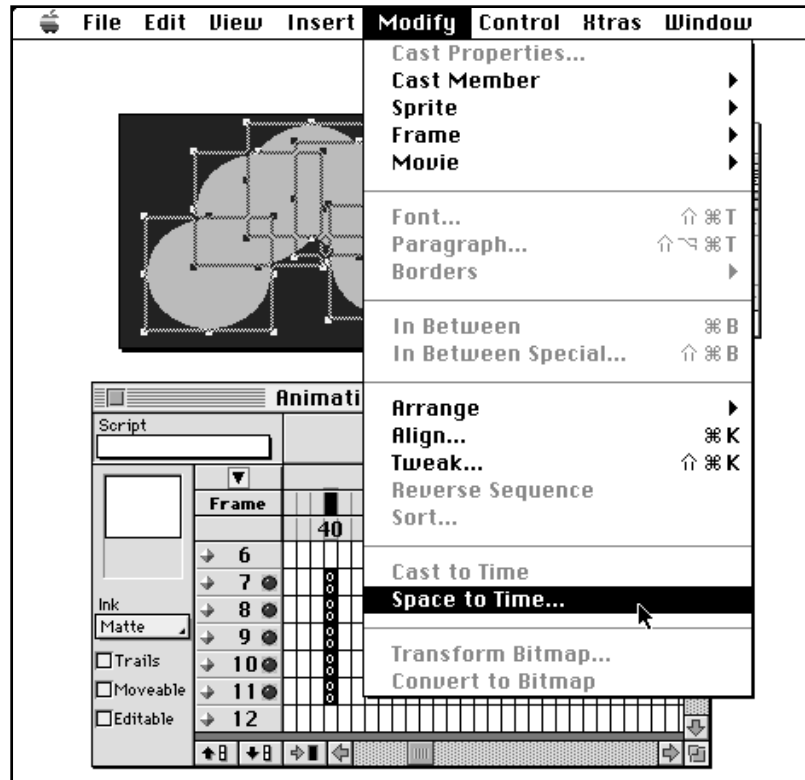 File Edit View Insert Modify Control Xtras Window
Cast Properties...
Cast Member
Sprite
Frame
Movie
Font... ⇧⌘T
Paragraph... ⇧⌥⌘T
Borders
In Between ⌘B
In Between Special... ⇧⌘B
Arrange
Align... ⌘K
Tweak... ⇧⌘K
Reverse Sequence
Sort...
Cast to Time
Space to Time...
Transform Bitmap...
Convert to Bitmap
Animati
Script
Frame
40
6
7
8
9
10
11
12
Ink
Matte
Trails
Moveable
Editable